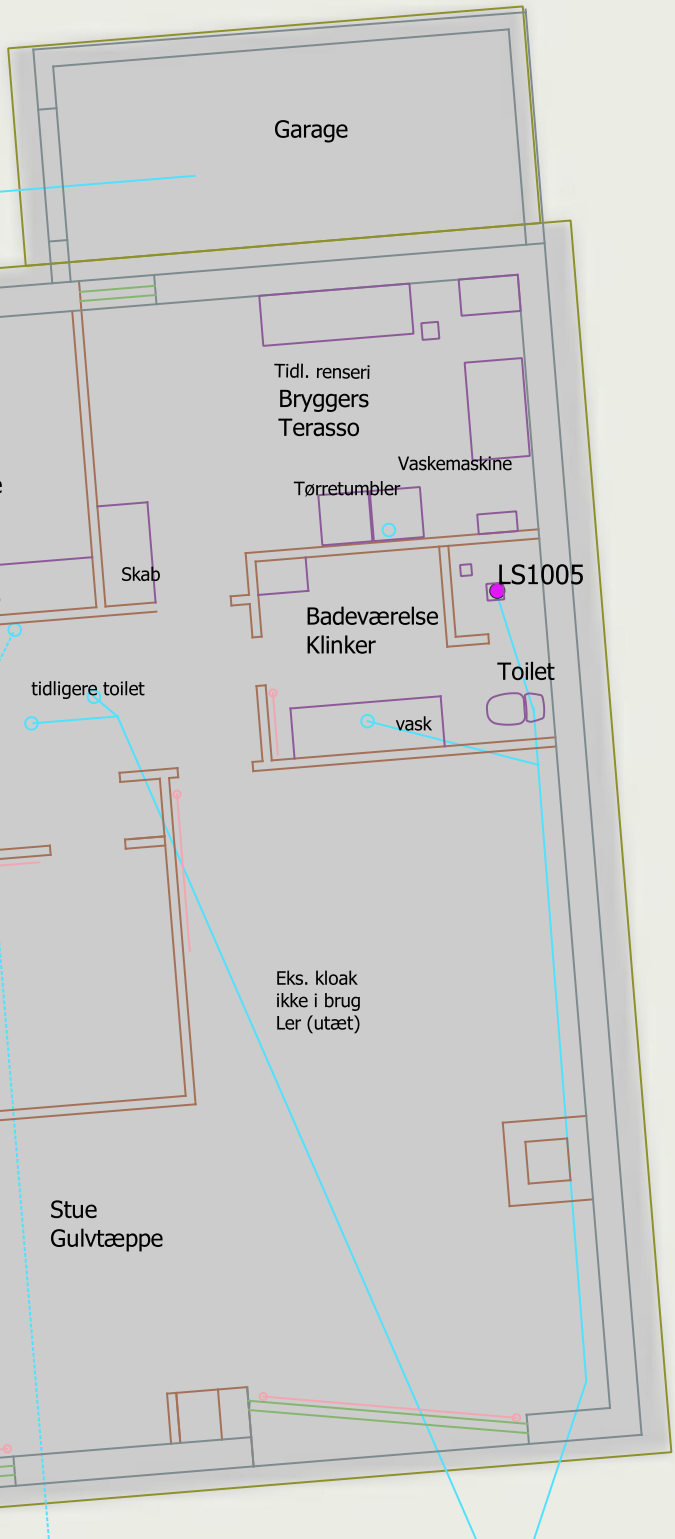 Garage
Tidl. renseri
Bryggers
Terasso
Vaskemaskine
Tørretumbler
e
Skab
LS1005
Badeværelse
Klinker
Toilet
tidligere toilet
vask
Eks. kloak
ikke i brug
Ler (utæt)
Stue
Gulvtæppe